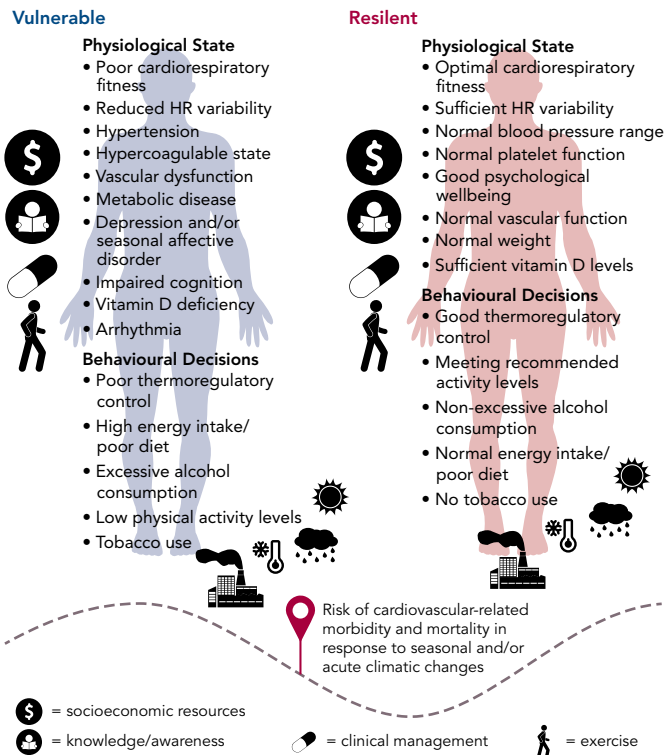 Vulnerable
Physiological State
• Poor cardiorespiratory
fitness
• Reduced HR variability
• Hypertension
• Hypercoagulable state
• Vascular dysfunction
• Metabolic disease
• Depression and/or
seasonal affective
disorder
• Impaired cognition
• Vitamin D deficiency
• Arrhythmia
Behavioural Decisions
• Poor thermoregulatory
control
• High energy intake/
poor diet
• Excessive alcohol
consumption
• Low physical activity levels
• Tobacco use
Resilent
Physiological State
• Optimal cardiorespiratory
fitness
• Sufficient HR variability
• Normal blood pressure range
• Normal platelet function
• Good psychological
wellbeing
• Normal vascular function
• Normal weight
• Sufficient vitamin D levels
Behavioural Decisions
• Good thermoregulatory
control
• Meeting recommended
activity levels
• Non-excessive alcohol
consumption
• Normal energy intake/
poor diet
• No tobacco use
Risk of cardiovascular-related
morbidity and mortality in
response to seasonal and/or
acute climatic changes
$ = socioeconomic resources
= knowledge/awareness
= clinical management
= exercise